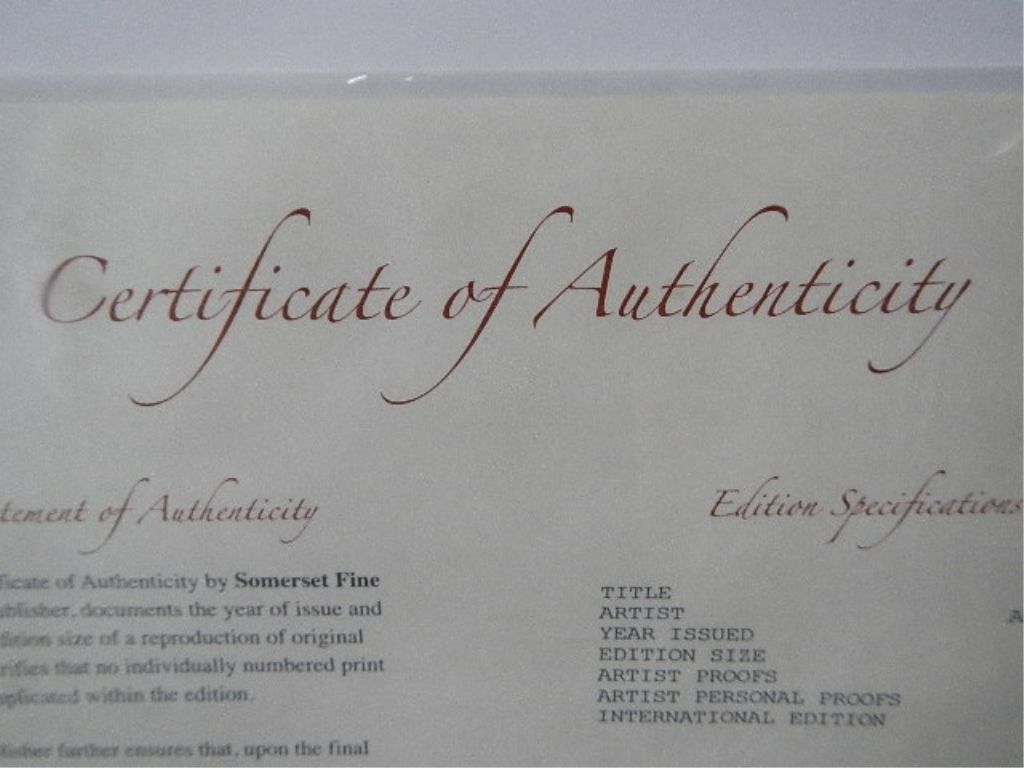 Certificate of Authenticity
tement of Authenticity
ficate of Authenticity by Somerset Fine
ublisher, documents the year of issue and
dition size of a reproduction of original
rifies that no individually numbered print
uplicated within the edition.
lisher further ensures that, upon the final
Edition Specifications
TITLE
ARTIST
A
YEAR ISSUED
EDITION SIZE
ARTIST PROOFS
ARTIST PERSONAL PROOFS
INTERNATIONAL EDITION